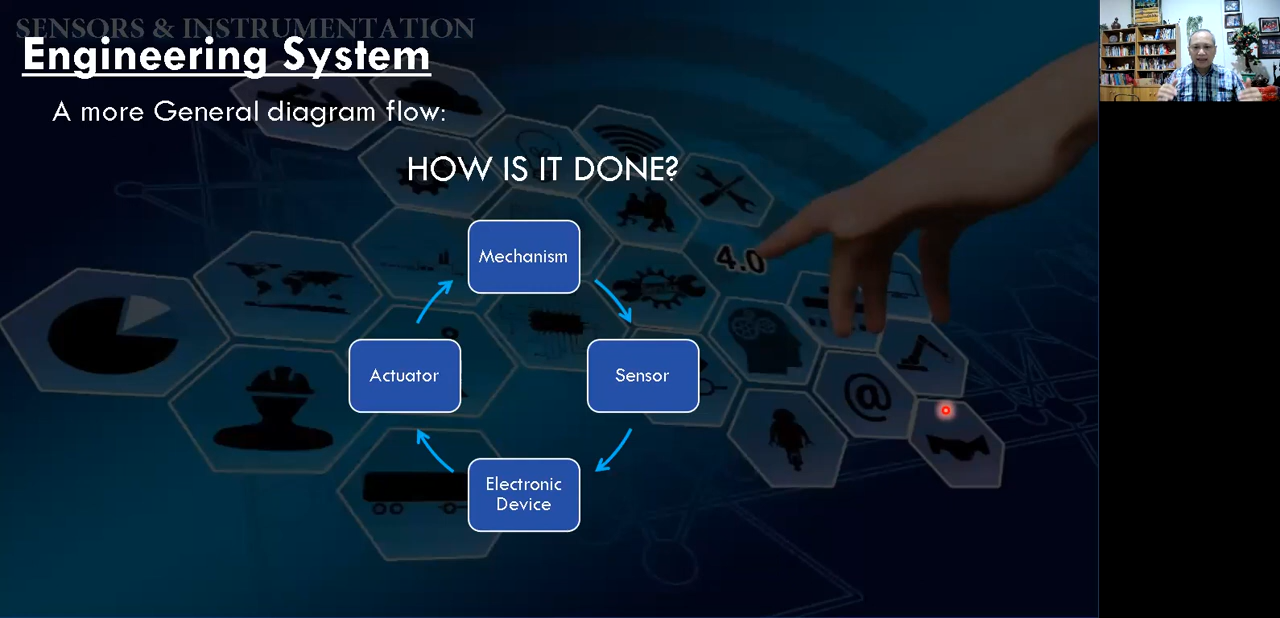 SENSORS & INSTRUMENTATION
Engineering System
A more General diagram flow:
HOW IS IT DONE?
4.0
Mechanism
Actuator
Sensor
@
Electronic
Device